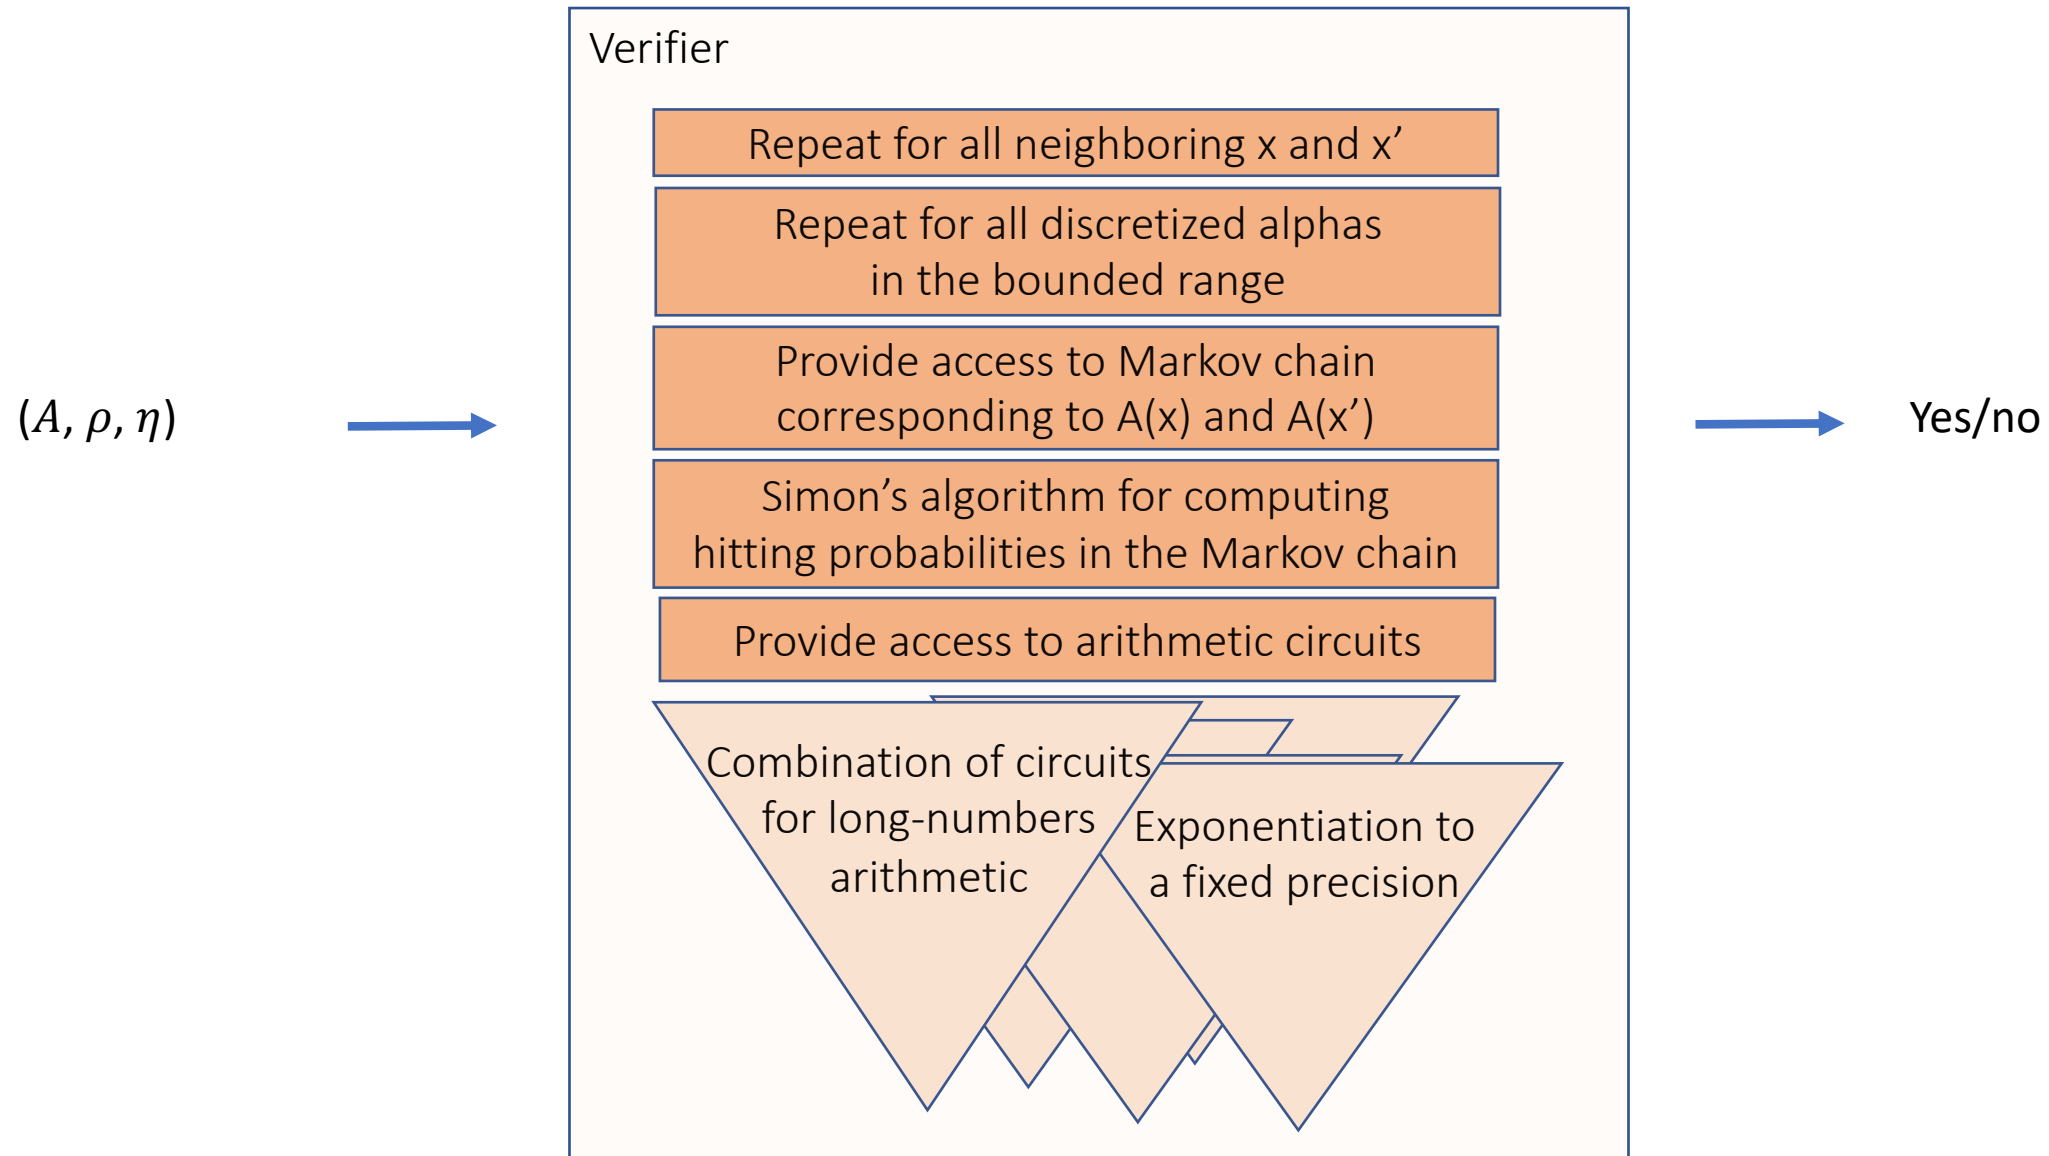 Verifier
Repeat for all neighboring x and x’
Repeat for all discretized alphas
in the bounded range
Provide access to Markov chain
corresponding to A(x) and A(x’)
(A, ρ, η)
Yes/no
Simon’s algorithm for computing
hitting probabilities in the Markov chain
Provide access to arithmetic circuits
Combination of circuits
for long-numbers
arithmetic
Exponentiation to
a fixed precision